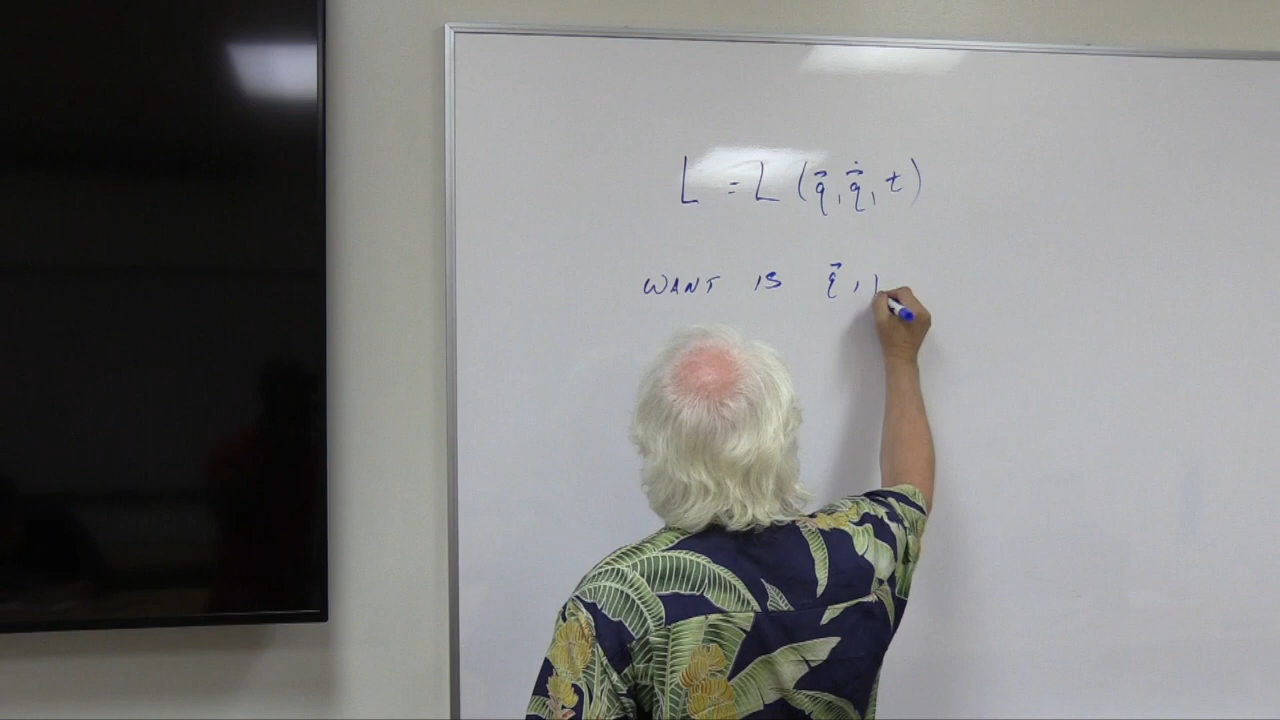 L = L (q⃗, q⃗̇, t)
WANT IS q⃗,